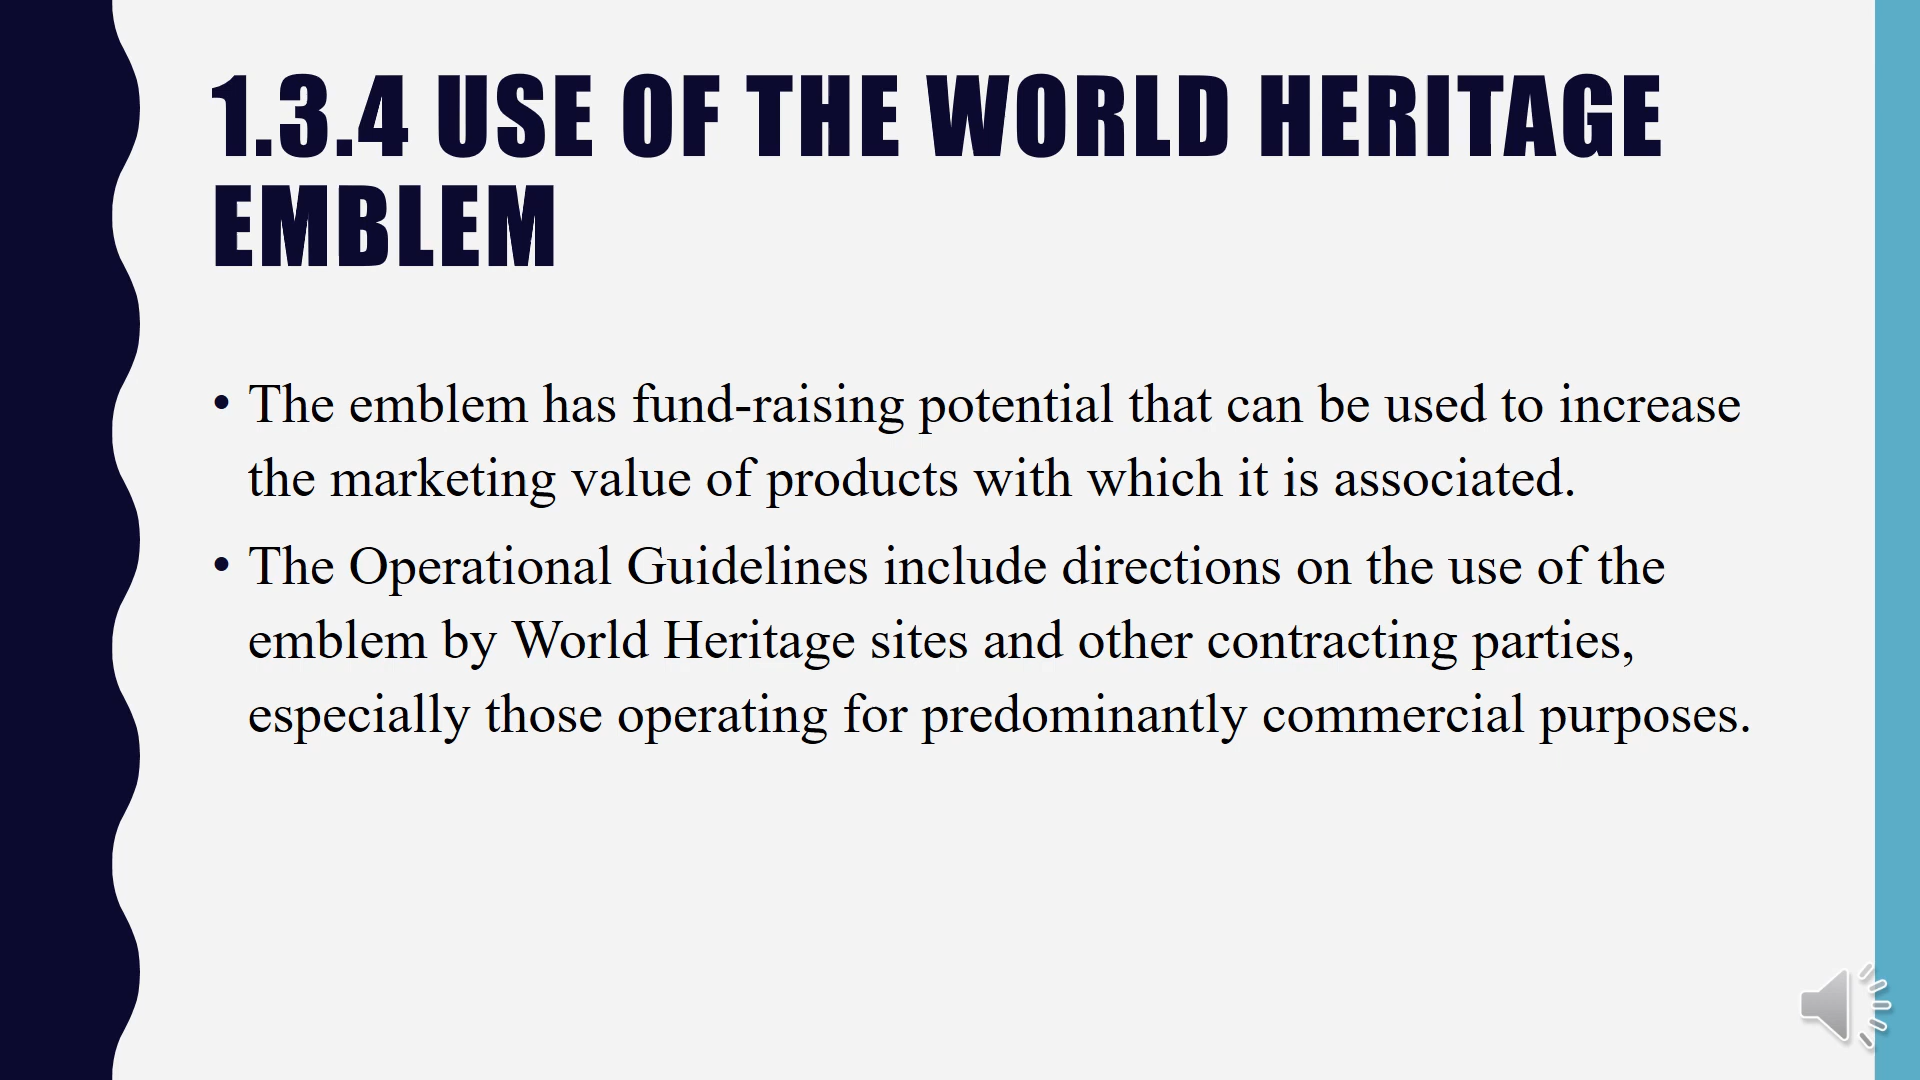 1.3.4 USE OF THE WORLD HERITAGE
EMBLEM
• The emblem has fund-raising potential that can be used to increase
the marketing value of products with which it is associated.
• The Operational Guidelines include directions on the use of the
emblem by World Heritage sites and other contracting parties,
especially those operating for predominantly commercial purposes.